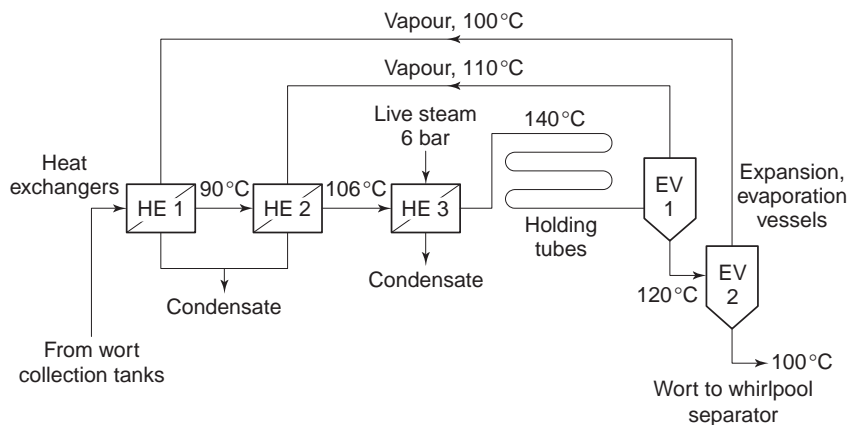 Vapour, 100°C
Vapour, 110°C
Live steam
6 bar
140°C
Heat
exchangers
90°C
106°C
HE 1
HE 2
HE 3
EV
1
Expansion,
evaporation
vessels
Holding
tubes
EV
2
Condensate
Condensate
120°C
From wort
collection tanks
100°C
Wort to whirlpool
separator